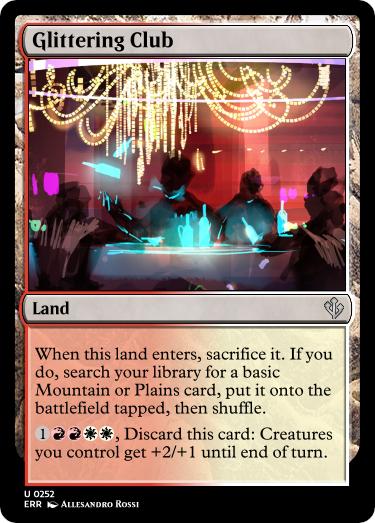 Glittering Club
Land
When this land enters, sacrifice it. If you
do, search your library for a basic
Mountain or Plains card, put it onto the
battlefield tapped, then shuffle.
1, Discard this card: Creatures
you control get +2/+1 until end of turn.
U 0252
ERR Allesandro Rossi